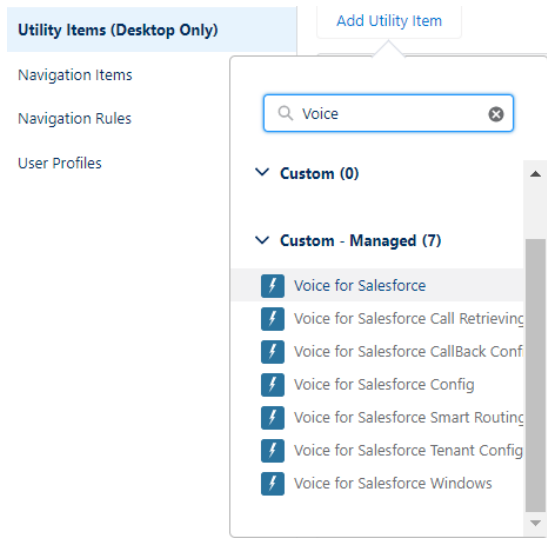 Utility Items (Desktop Only)
Add Utility Item
Navigation Items
Navigation Rules
User Profiles
Voice
Custom (0)
Custom - Managed (7)
Voice for Salesforce
Voice for Salesforce Call Retrieving
Voice for Salesforce CallBack Conf
Voice for Salesforce Config
Voice for Salesforce Smart Routing
Voice for Salesforce Tenant Config
Voice for Salesforce Windows